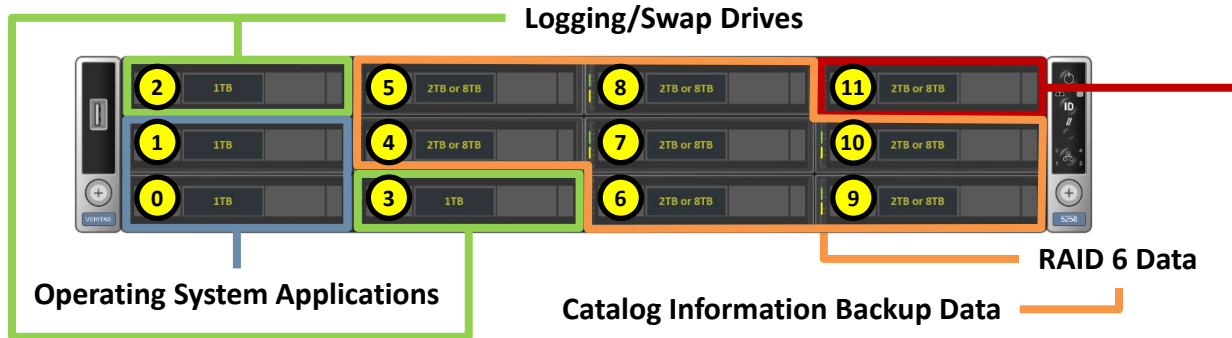 Logging/Swap Drives
2 1TB 5 2TB or 8TB 8 2TB or 8TB 11 2TB or 8TB
ID
1 1TB 4 2TB or 8TB 7 2TB or 8TB 10 2TB or 8TB
0 1TB 3 1TB 6 2TB or 8TB 9 2TB or 8TB
VERITAS 5250
RAID 6 Data
Operating System Applications
Catalog Information Backup Data